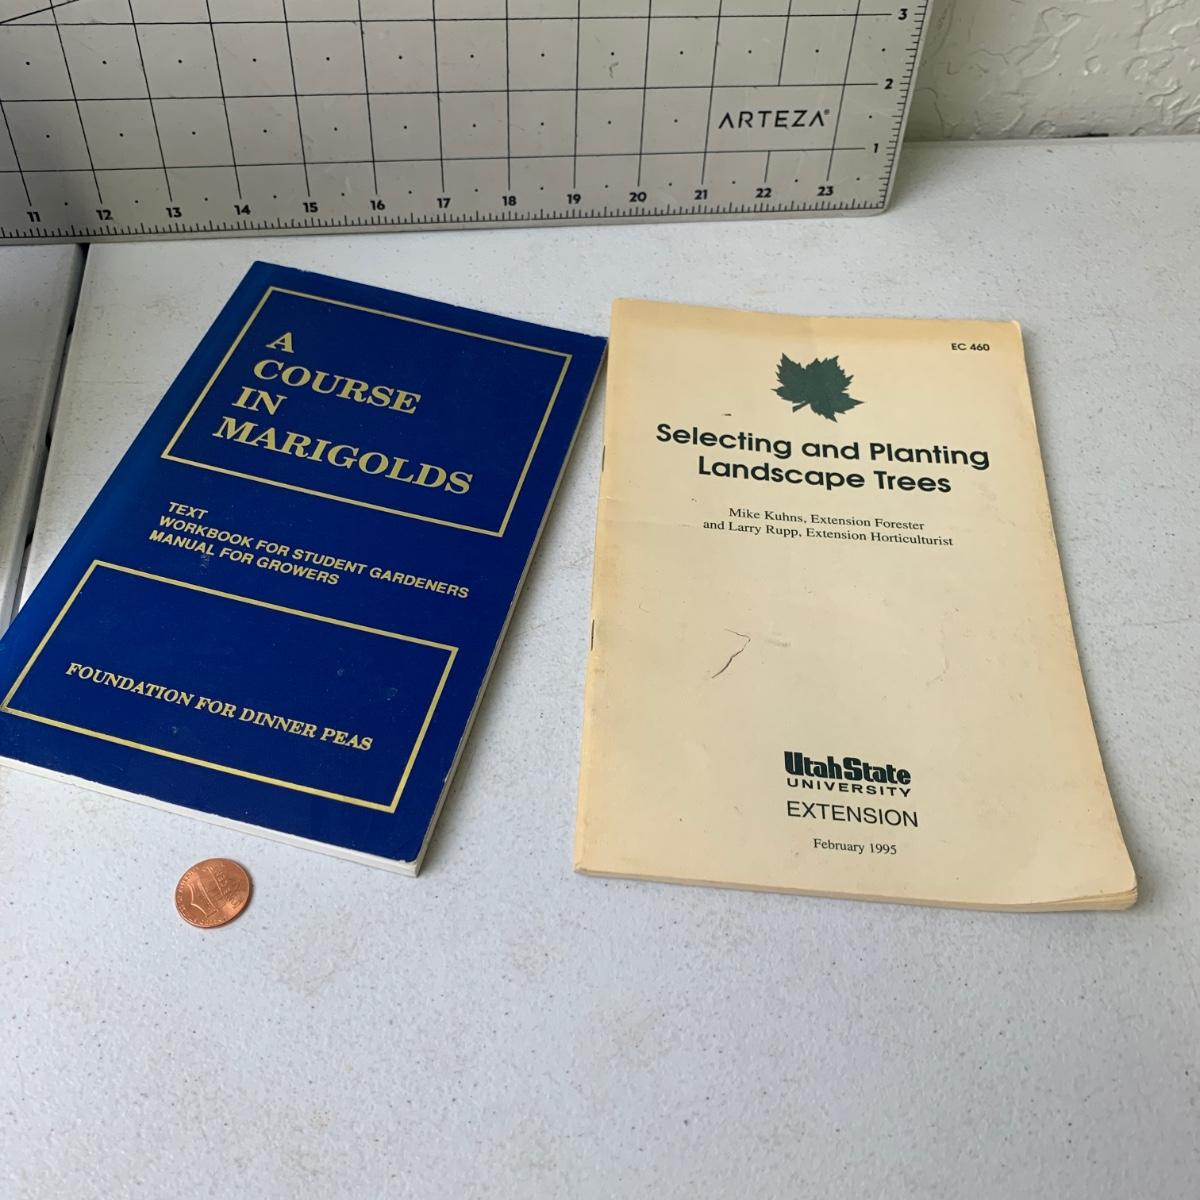 3
2
ARTEZA®
1
11 12 13 14 15 16 17 18 19 20 21 22 23
A
COURSE
IN
MARIGOLDS
TEXT
WORKBOOK FOR STUDENT GARDENERS
MANUAL FOR GROWERS
FOUNDATION FOR DINNER PEAS
EC 460
Selecting and Planting
Landscape Trees
Mike Kuhns, Extension Forester
and Larry Rupp, Extension Horticulturist
UtahState
UNIVERSITY
EXTENSION
February 1995